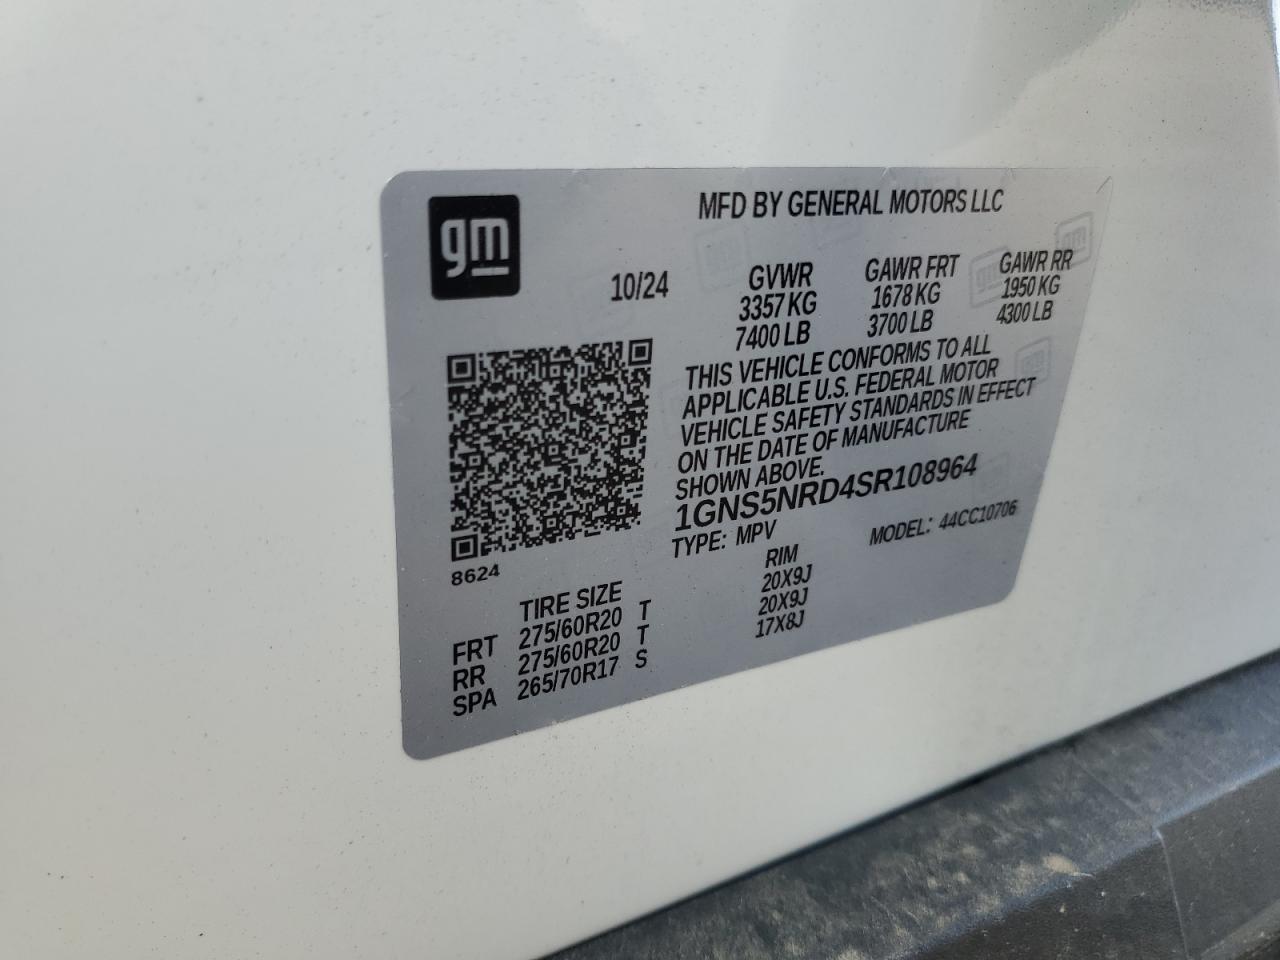 gm
MFD BY GENERAL MOTORS LLC
10/24
GVWR GAWR FRT GAWR RR
3357 KG 1678 KG 1950 KG
7400 LB 3700 LB 4300 LB
THIS VEHICLE CONFORMS TO ALL
APPLICABLE U.S. FEDERAL MOTOR
VEHICLE SAFETY STANDARDS IN EFFECT
ON THE DATE OF MANUFACTURE
SHOWN ABOVE.
1GNS5NRD4SR108964
TYPE: MPV MODEL: 44CC10706
8624
TIRE SIZE RIM
FRT 275/60R20 T 20X9J
RR 275/60R20 T 20X9J
SPA 265/70R17 S 17X8J